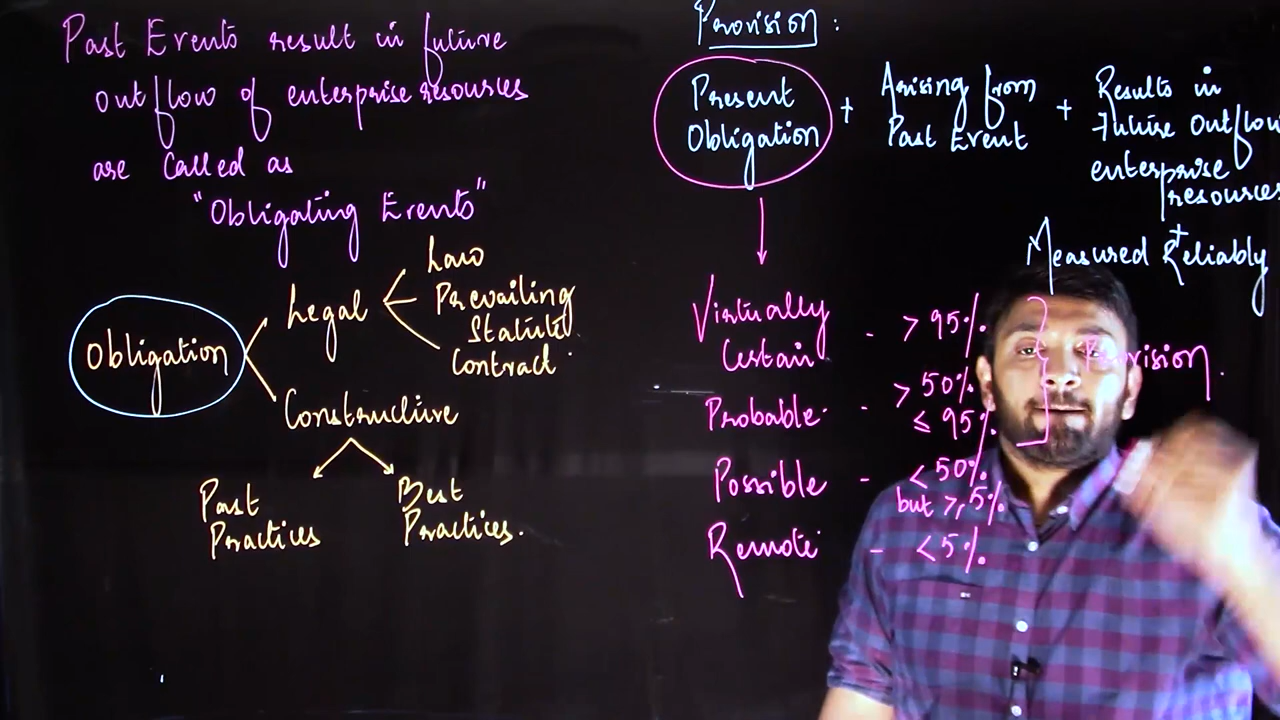 Past Events result in future
outflow of enterprise resources
are called as
"Obligating Events"
Obligation
Legal
Law
Prevailing
Statute
Contract.
Constructive
Past
Practices
Best
Practices.
Provision :
Present
Obligation
+
Arising from
Past Event
+
Results in
Future Outflow
enterprise
resources
+
Measured Reliably
Virtually
Certain - > 95%
Probable - > 50%
≤ 95%
Provision.
Possible - < 50%
but >, 5%
Remote - < 5%